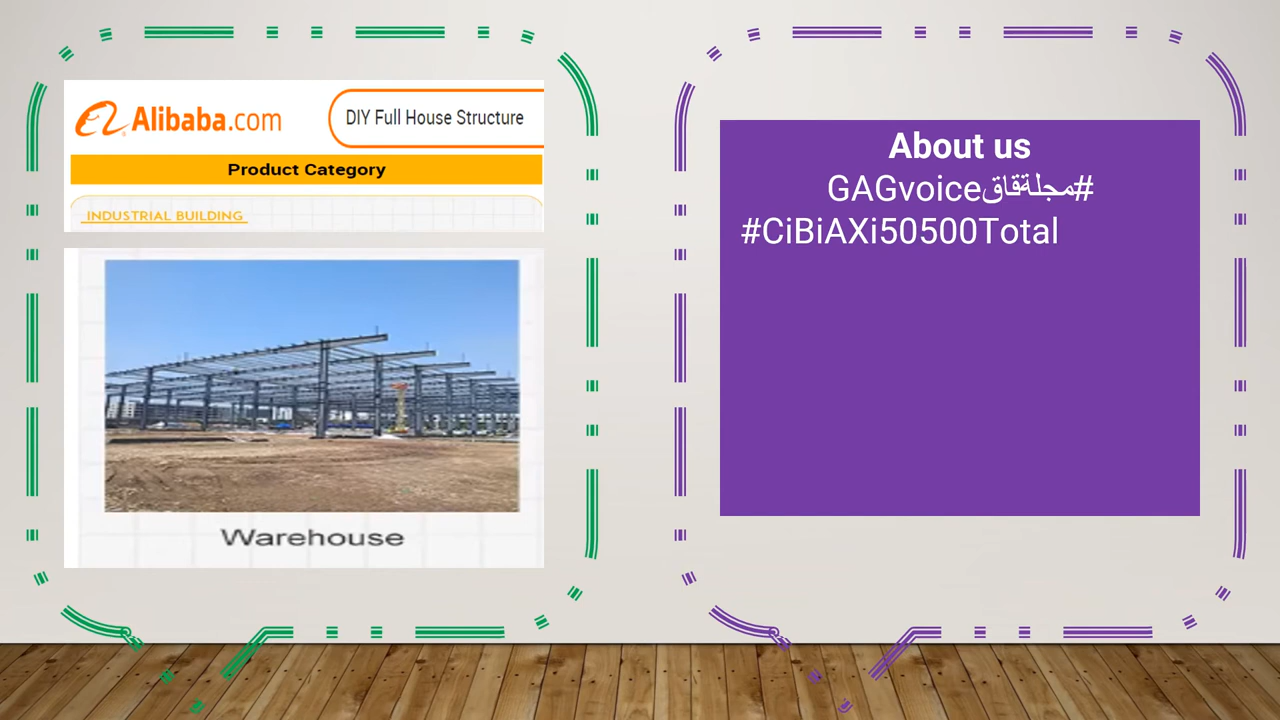 Alibaba.com
DIY Full House Structure
Product Category
INDUSTRIAL BUILDING
Warehouse
About us
#مجلةقاقGAGvoice
#CiBiAXi50500Total